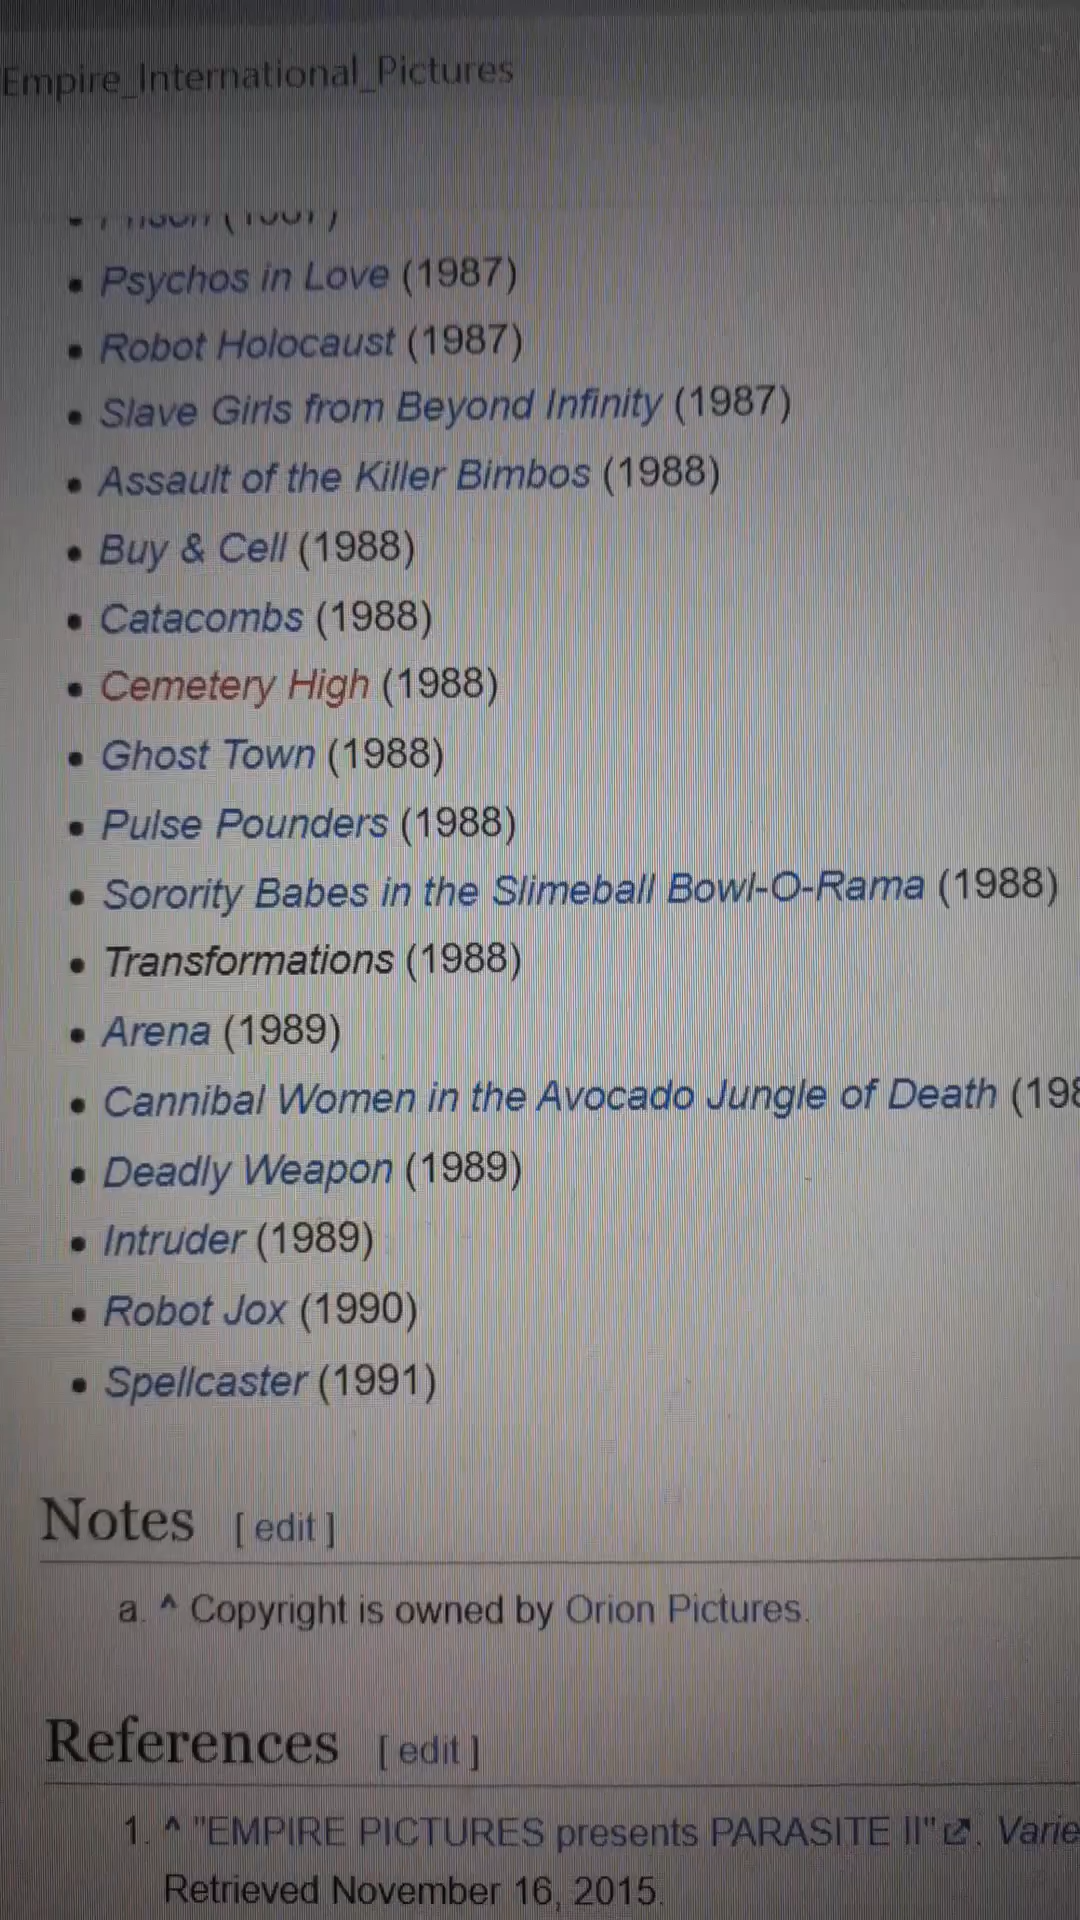 Empire_International_Pictures
• Psychos in Love (1987)
• Robot Holocaust (1987)
• Slave Girls from Beyond Infinity (1987)
• Assault of the Killer Bimbos (1988)
• Buy & Cell (1988)
• Catacombs (1988)
• Cemetery High (1988)
• Ghost Town (1988)
• Pulse Pounders (1988)
• Sorority Babes in the Slimeball Bowl-O-Rama (1988)
• Transformations (1988)
• Arena (1989)
• Cannibal Women in the Avocado Jungle of Death (198
• Deadly Weapon (1989)
• Intruder (1989)
• Robot Jox (1990)
• Spellcaster (1991)
Notes [ edit ]
a. ^ Copyright is owned by Orion Pictures.
References [ edit ]
1. ^ "EMPIRE PICTURES presents PARASITE II". Varie
Retrieved November 16, 2015.